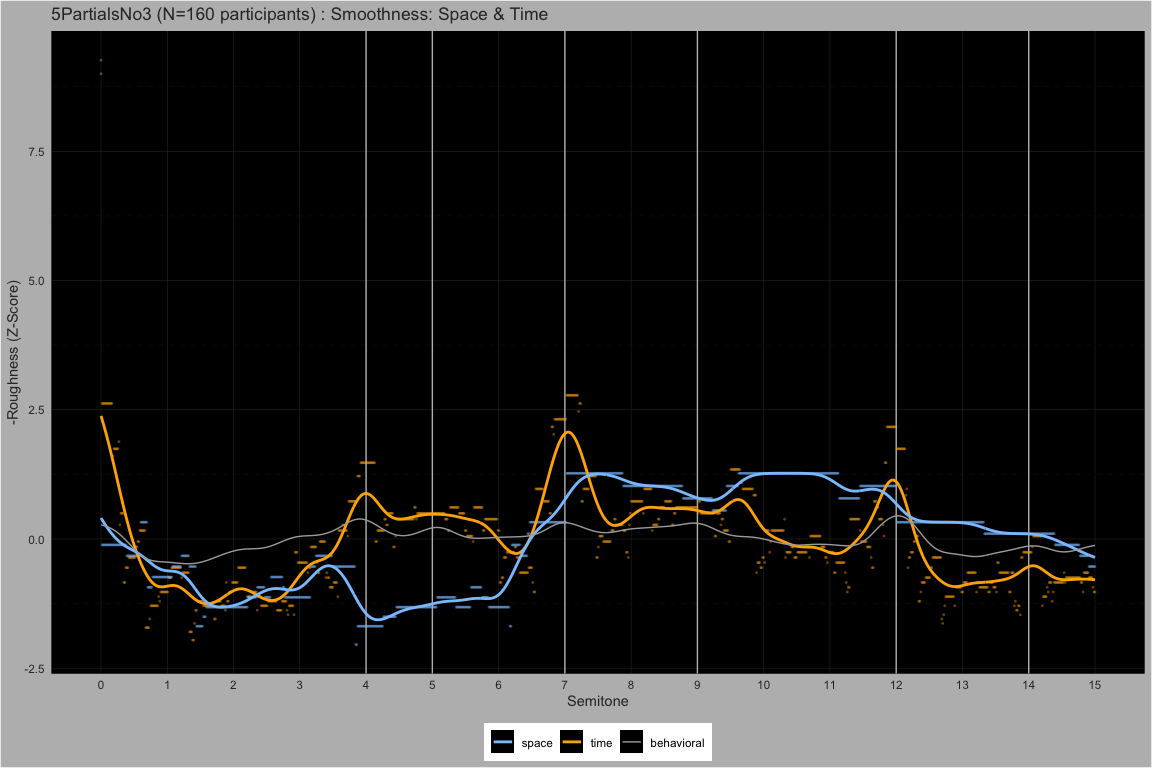 5PartialsNo3 (N=160 participants) : Smoothness: Space & Time
-Roughness (Z-Score)
7.5
5.0
2.5
0.0
-2.5
0 1 2 3 4 5 6 7 8 9 10 11 12 13 14 15
Semitone
space time behavioral